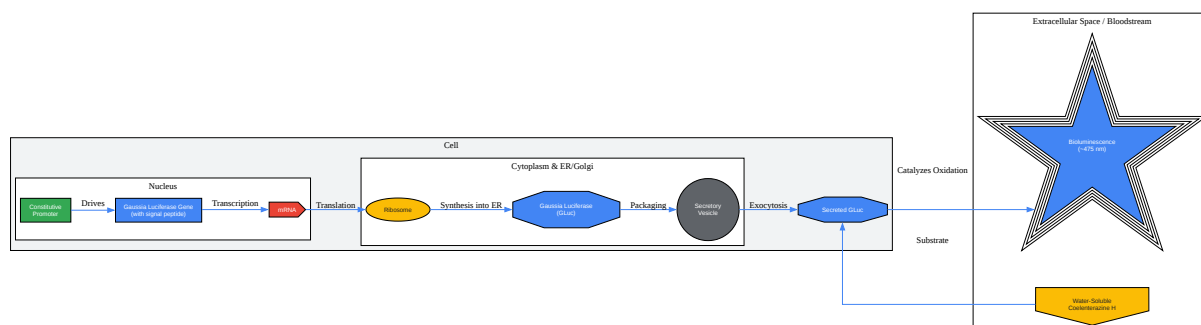 Extracellular Space / Bloodstream
Bioluminescence
(~475 nm)
Cell
Catalyzes Oxidation
Cytoplasm & ER/Golgi
Nucleus
Constitutive
Promoter
Drives
Gaussia Luciferase Gene
(with signal peptide)
Transcription
mRNA
Translation
Ribosome
Synthesis into ER
Gaussia Luciferase
(GLuc)
Packaging
Secretory
Vesicle
Exocytosis
Secreted GLuc
Substrate
Water-Soluble
Coelenterazine H